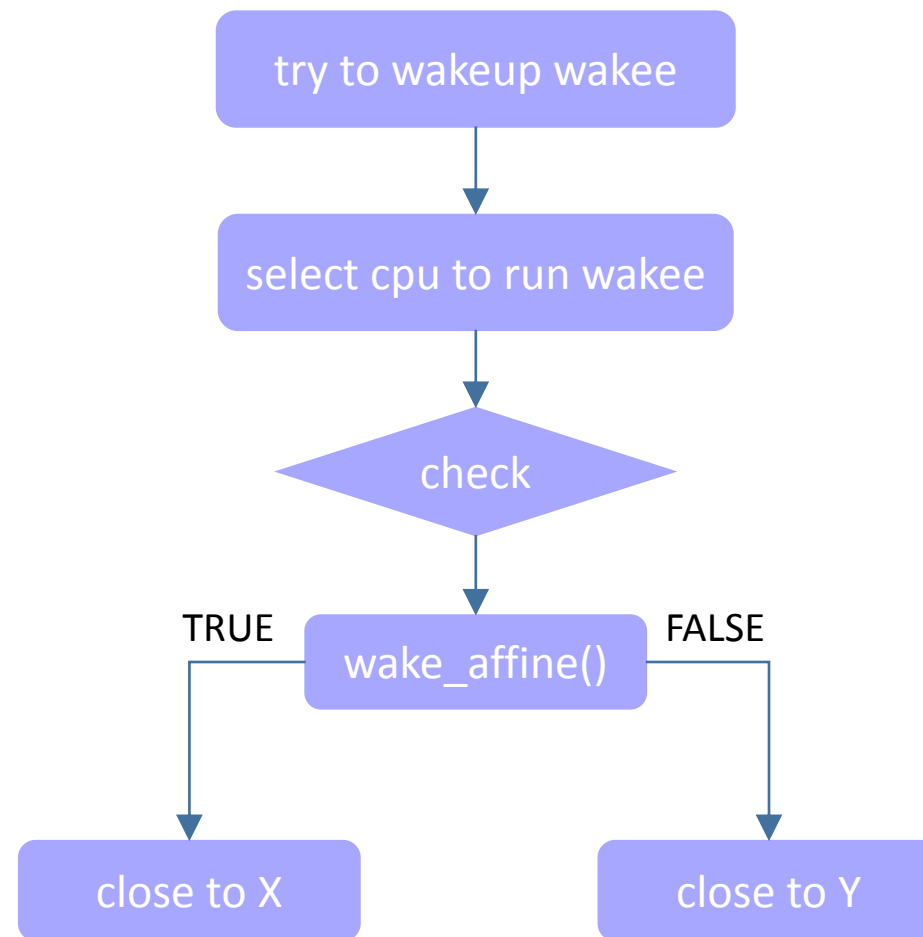 try to wakeup wakee
select cpu to run wakee
check
TRUE
FALSE
wake_affine()
close to X
close to Y